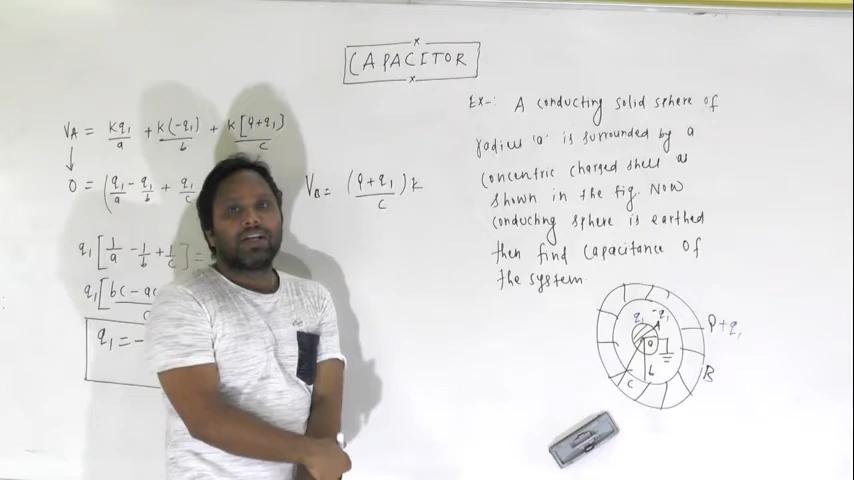 CAPACITOR
VA = kq1/a + k(-q1)/b + k[q+q1]/c
0 = (q1/a - q1/b + q1/c
VB = (q+q1/c)k
q1[1/a - 1/b + 1/c] =
q1[bc - ac
q1 = -
Ex-: A conducting solid sphere of
radius 'a' is surrounded by a
concentric charged shell as
shown in the fig. Now
conducting sphere is earthed
then find capacitance of
the system
q1 -q1
A
q+q1
a
b
c
B